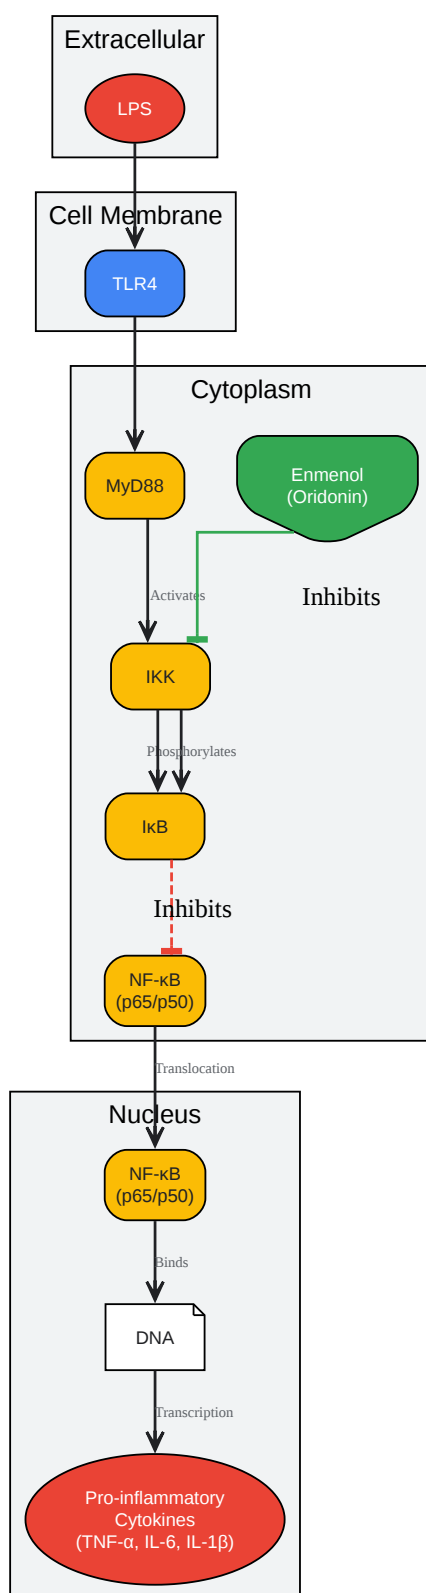 Extracellular
LPS
Cell Membrane
TLR4
Cytoplasm
MyD88
Enmenol
(Oridonin)
Activates
Inhibits
IKK
Phosphorylates
IκB
Inhibits
NF-κB
(p65/p50)
Translocation
Nucleus
NF-κB
(p65/p50)
Binds
DNA
Transcription
Pro-inflammatory
Cytokines
(TNF-α, IL-6, IL-1β)